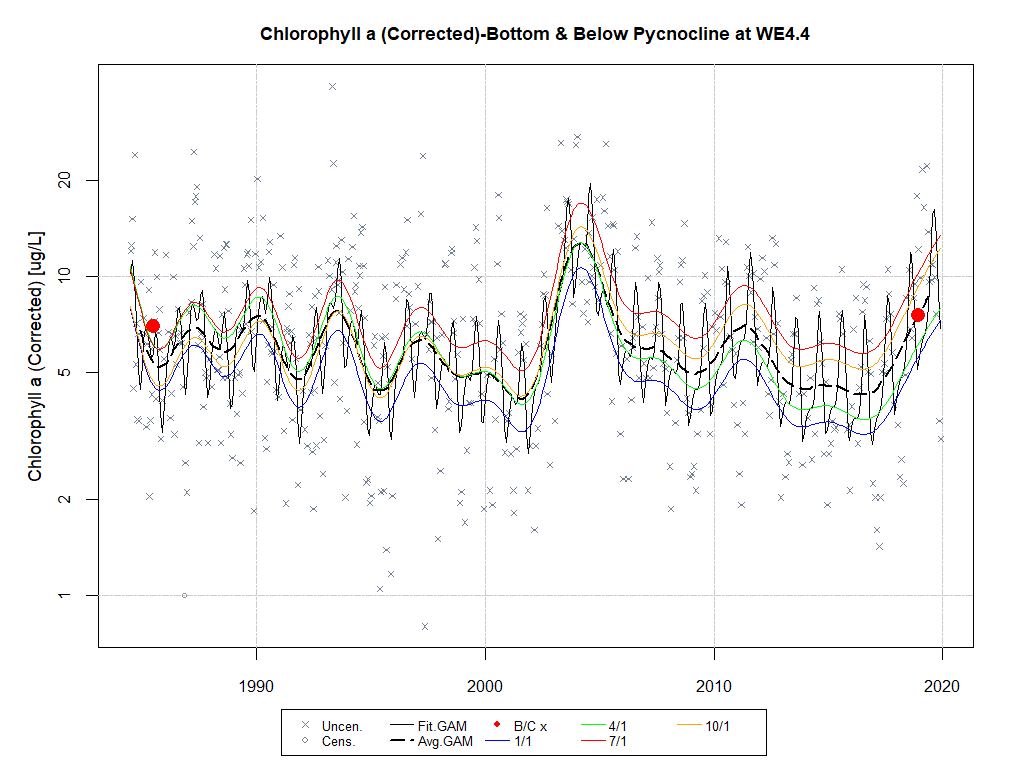 Chlorophyll a (Corrected)-Bottom & Below Pycnocline at WE4.4
Chlorophyll a (Corrected) [ug/L]
20
10
5
2
1
1990 2000 2010 2020
Uncen. Fit.GAM B/C x 4/1 10/1
Cens. Avg.GAM 1/1 7/1